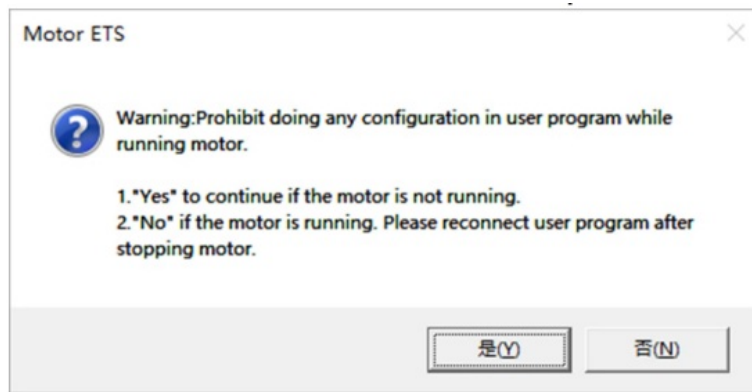 Motor ETS
Warning:Prohibit doing any configuration in user program while
running motor.
1."Yes" to continue if the motor is not running.
2."No" if the motor is running. Please reconnect user program after
stopping motor.
是(Y)
否(N)